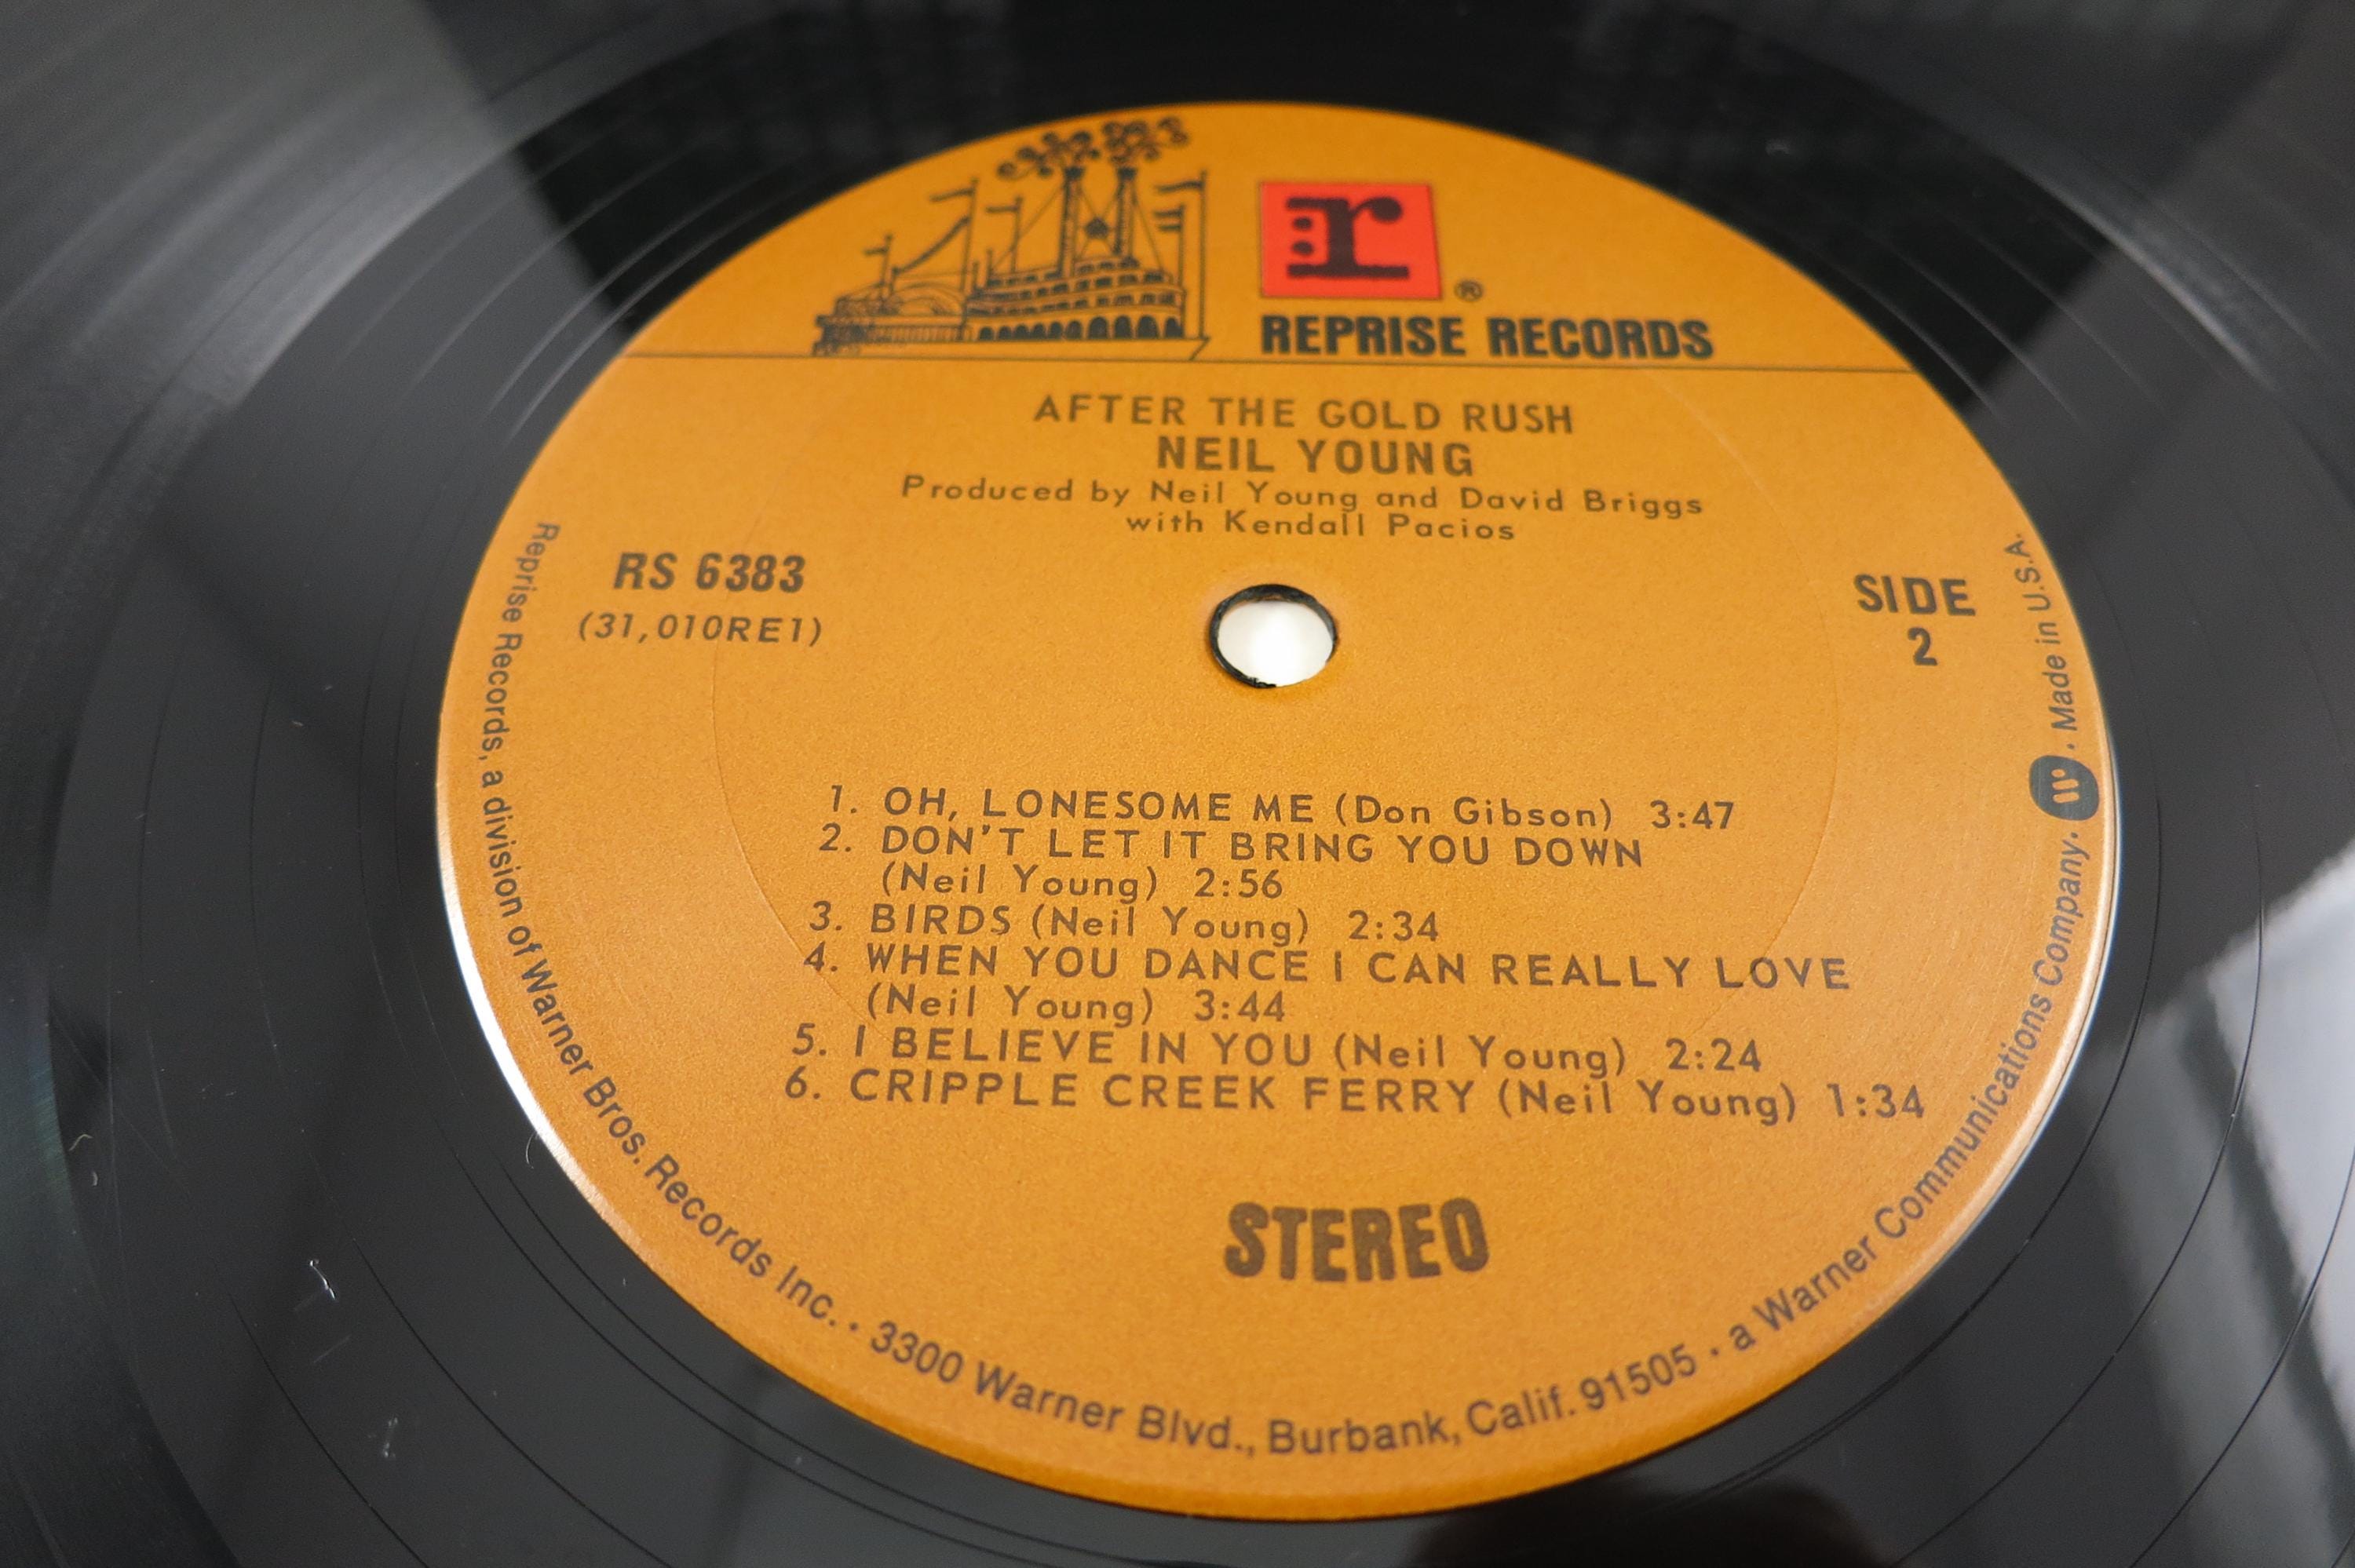 r
®
REPRISE RECORDS
AFTER THE GOLD RUSH
NEIL YOUNG
Produced by Neil Young and David Briggs
with Kendall Pacios
RS 6383
(31,010RE1)
SIDE
2
1. OH, LONESOME ME (Don Gibson) 3:47
2. DON'T LET IT BRING YOU DOWN
(Neil Young) 2:56
3. BIRDS (Neil Young) 2:34
4. WHEN YOU DANCE I CAN REALLY LOVE
(Neil Young) 3:44
5. I BELIEVE IN YOU (Neil Young) 2:24
6. CRIPPLE CREEK FERRY (Neil Young) 1:34
STEREO
Reprise Records, a division of Warner Bros. Records Inc. · 3300 Warner Blvd., Burbank, Calif. 91505 · a Warner Communications Company. W · Made in U.S.A.